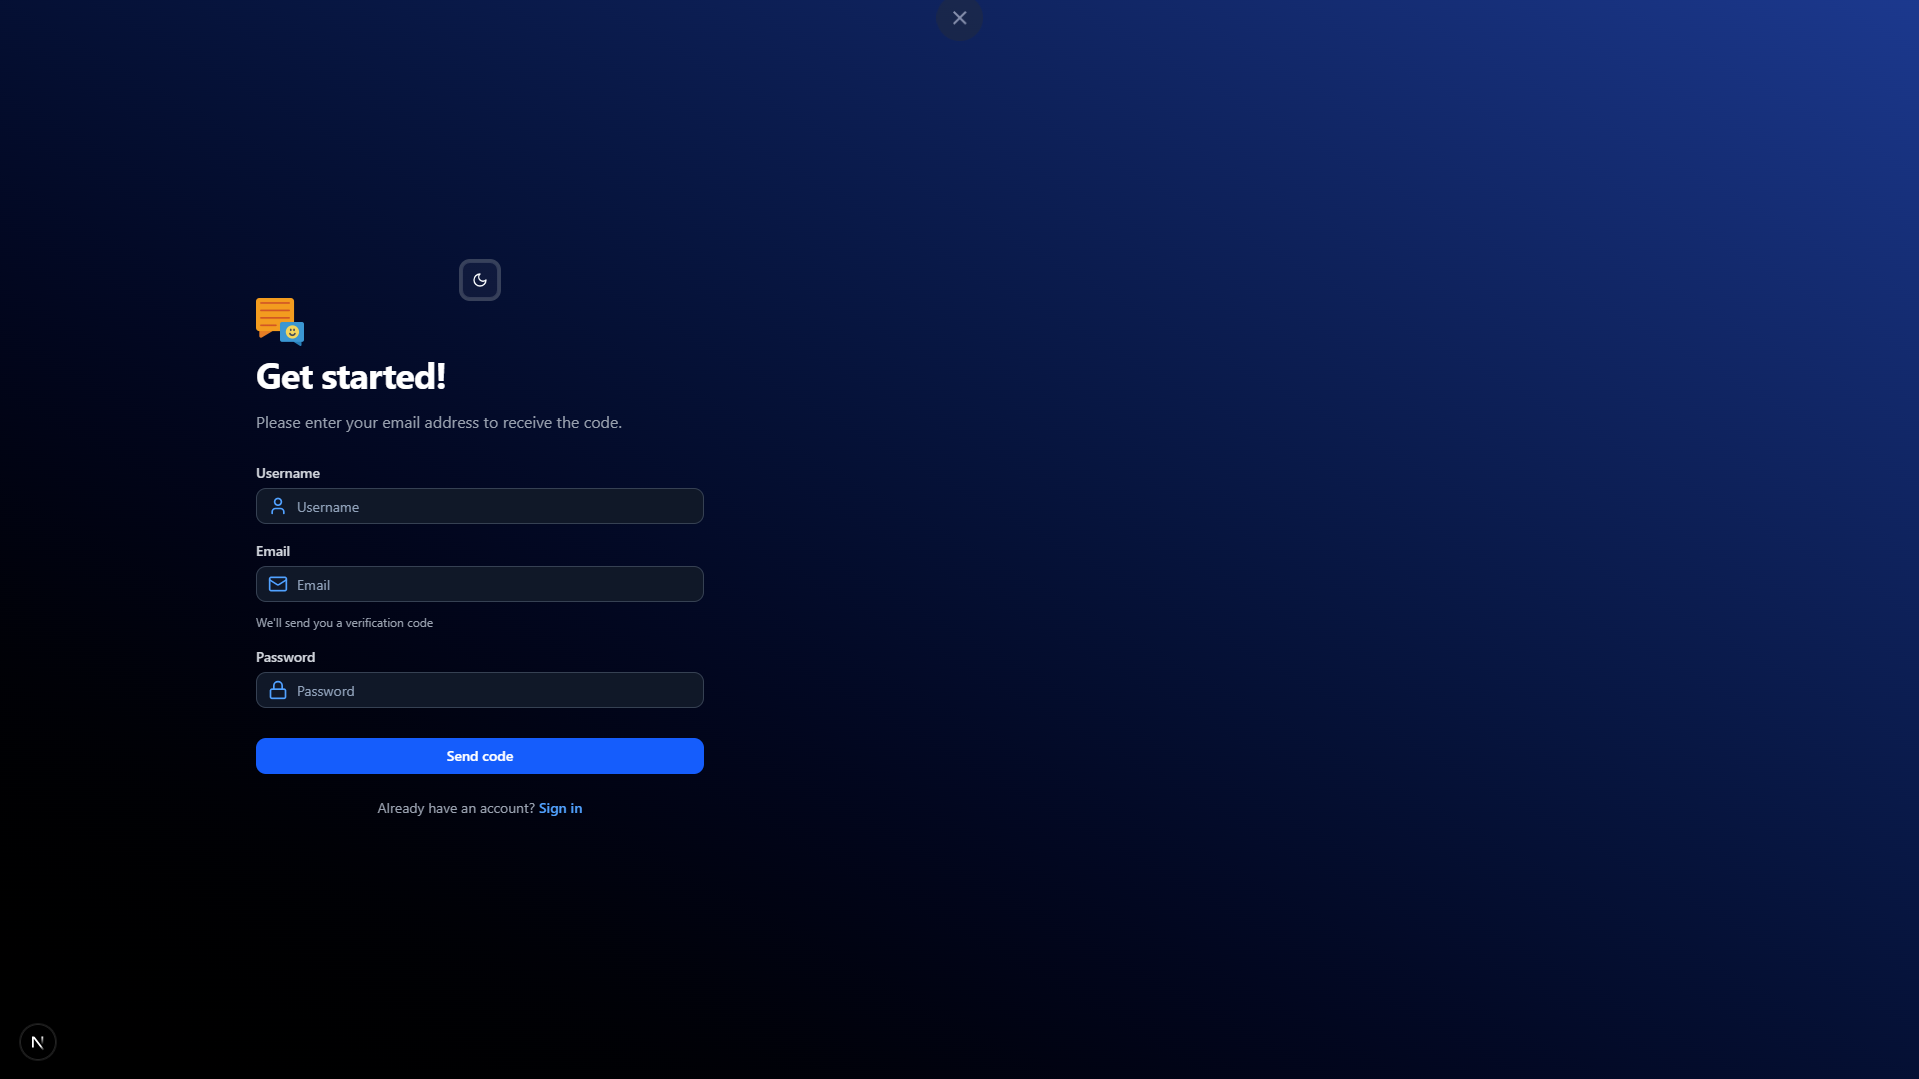 Get started!
Please enter your email address to receive the code.
Username
Username
Email
Email
We'll send you a verification code
Password
Password
Send code
Already have an account? Sign in
N